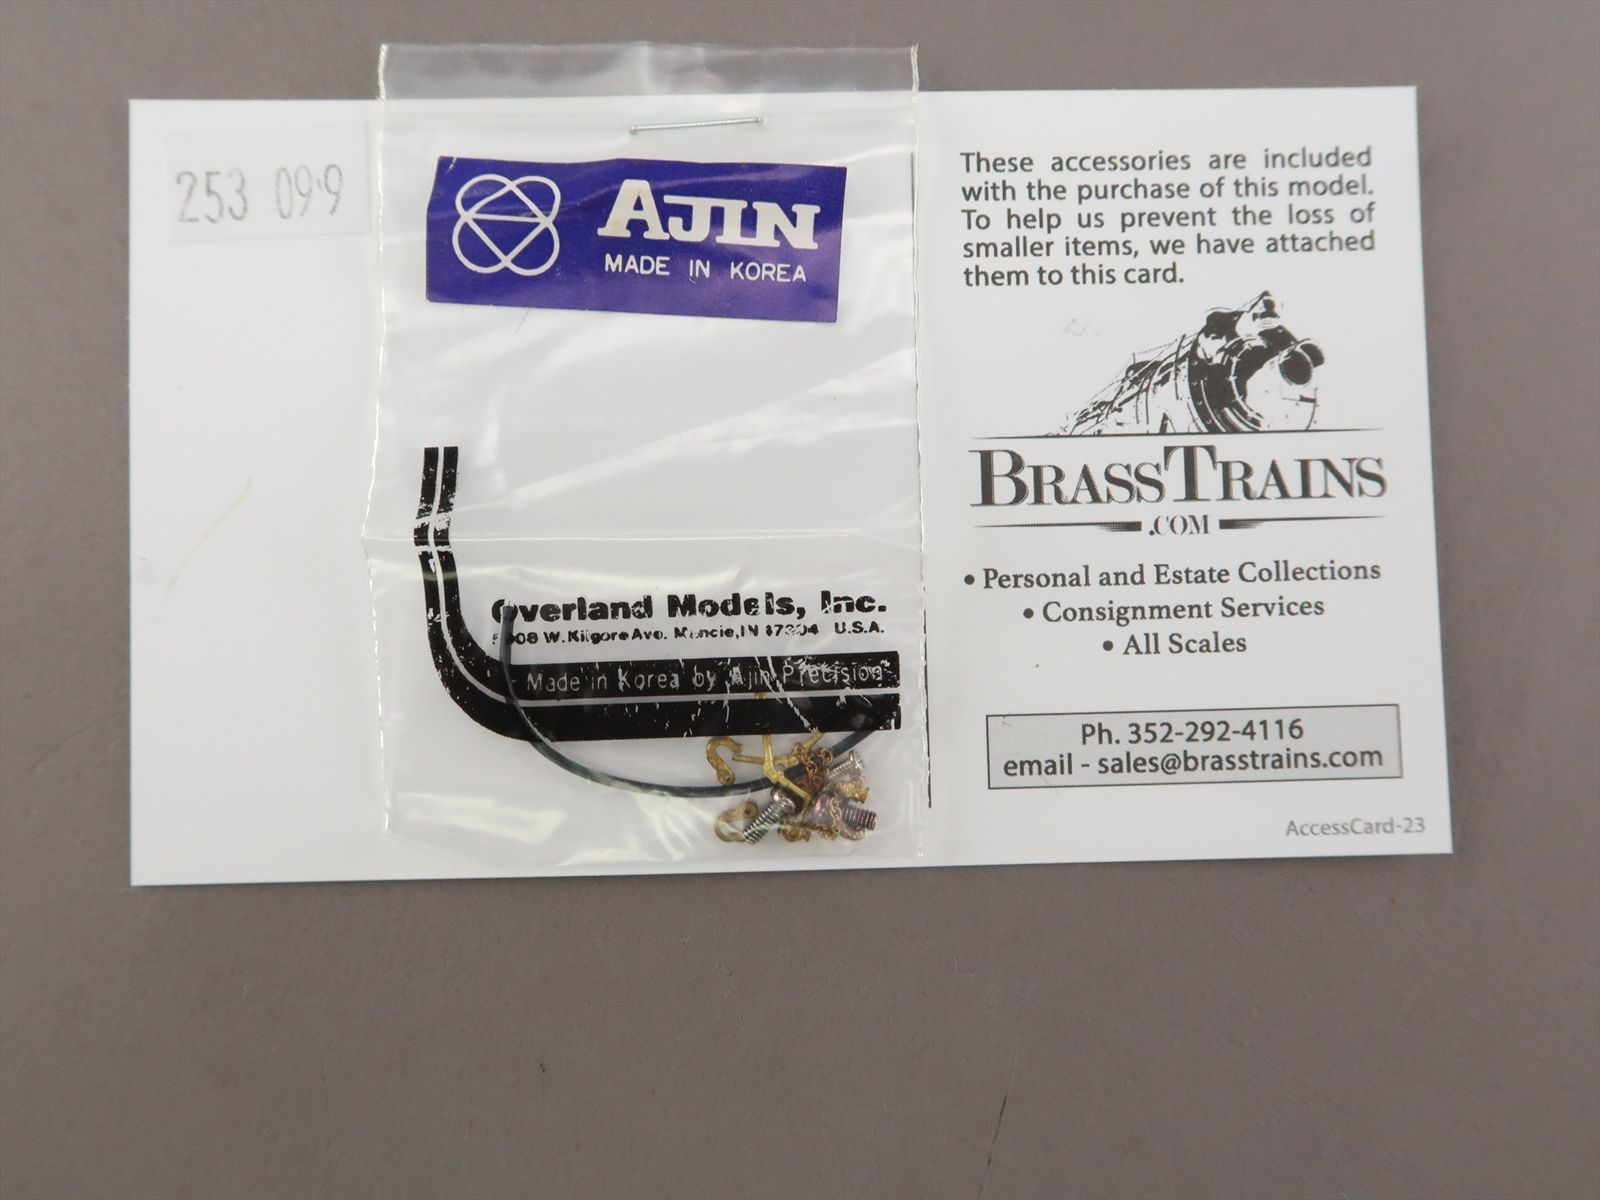 253 09·9
AJIN
MADE IN KOREA
Overland Models, Inc.
W. Kilgore Ave. Muncie, IN 47304 U.S.A.
Made in Korea by Ajin Precision
These accessories are included
with the purchase of this model.
To help us prevent the loss of
smaller items, we have attached
them to this card.
BRASSTRAINS
.COM
• Personal and Estate Collections
• Consignment Services
• All Scales
Ph. 352-292-4116
email - sales@brasstrains.com
AccessCard-23